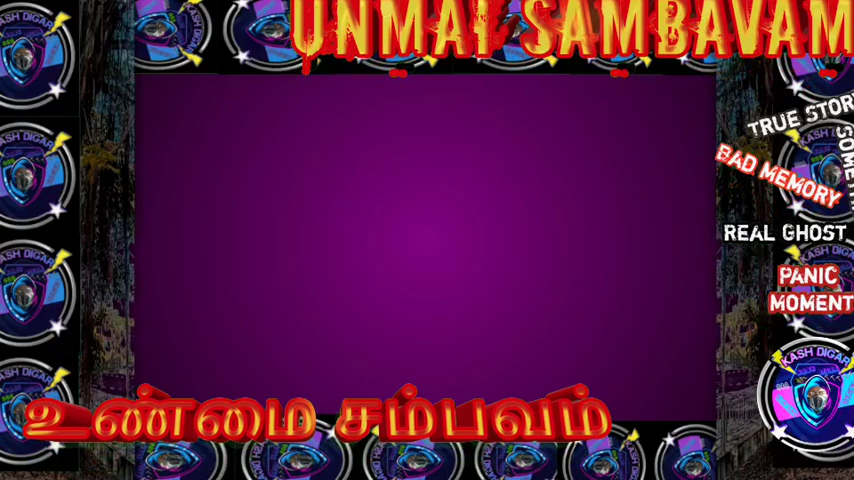 UNMAI SAMBAVAM
TRUE STOR
BAD MEMORY
REAL GHOST
PANIC
MOMENT
உண்மை சம்பவம்
KASH DIGAR